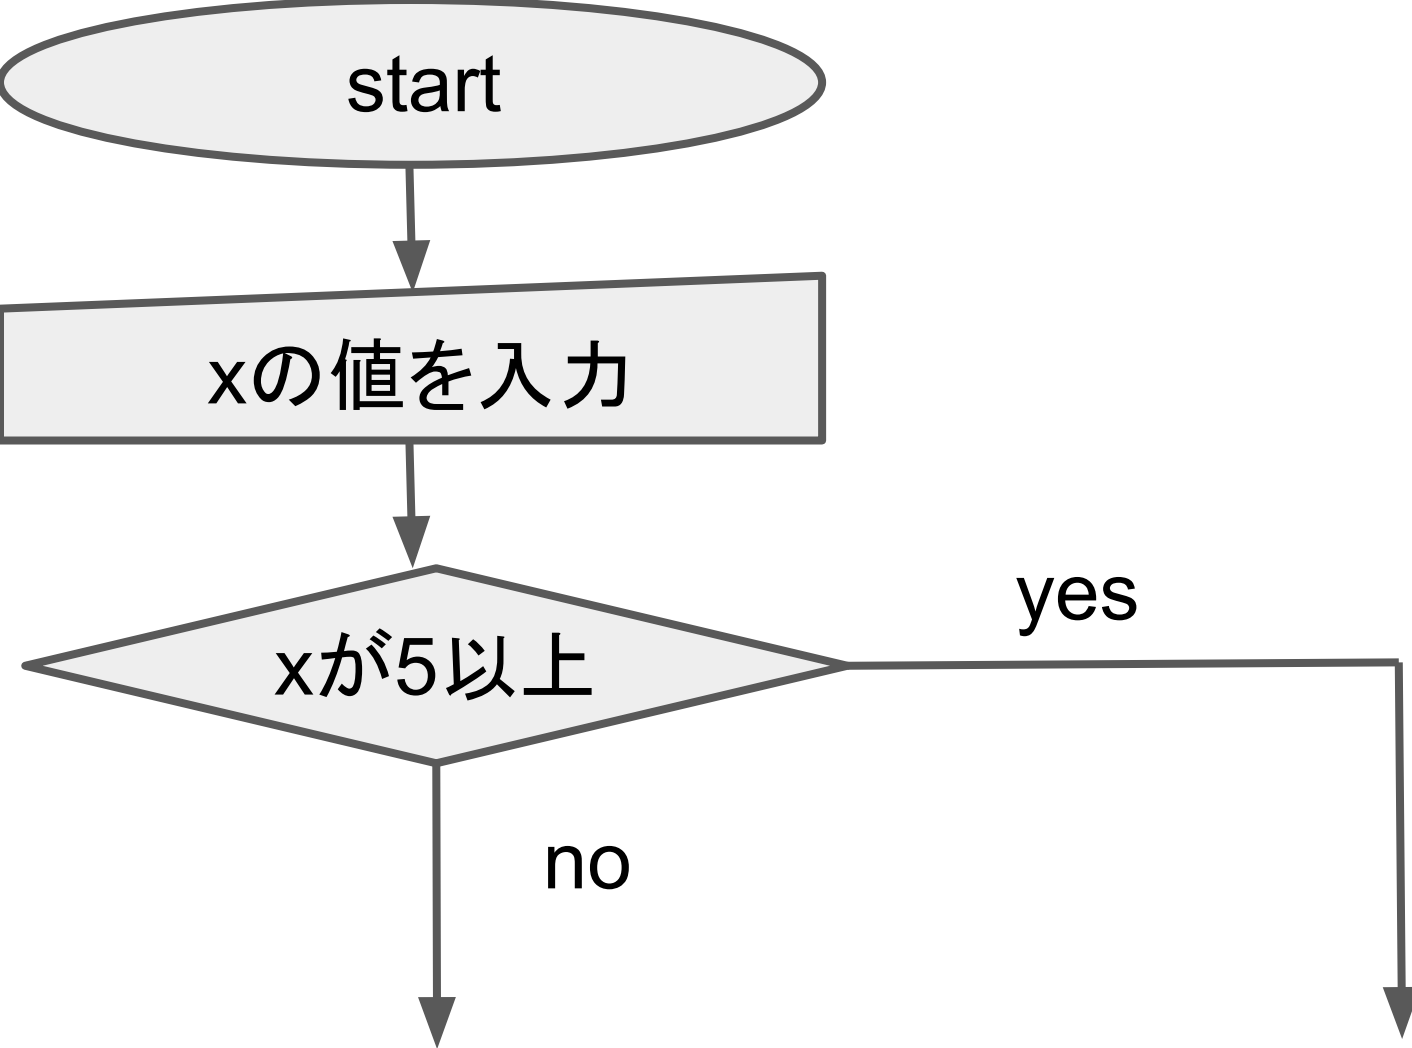 start
xの値を入力
xが5以上
yes
no